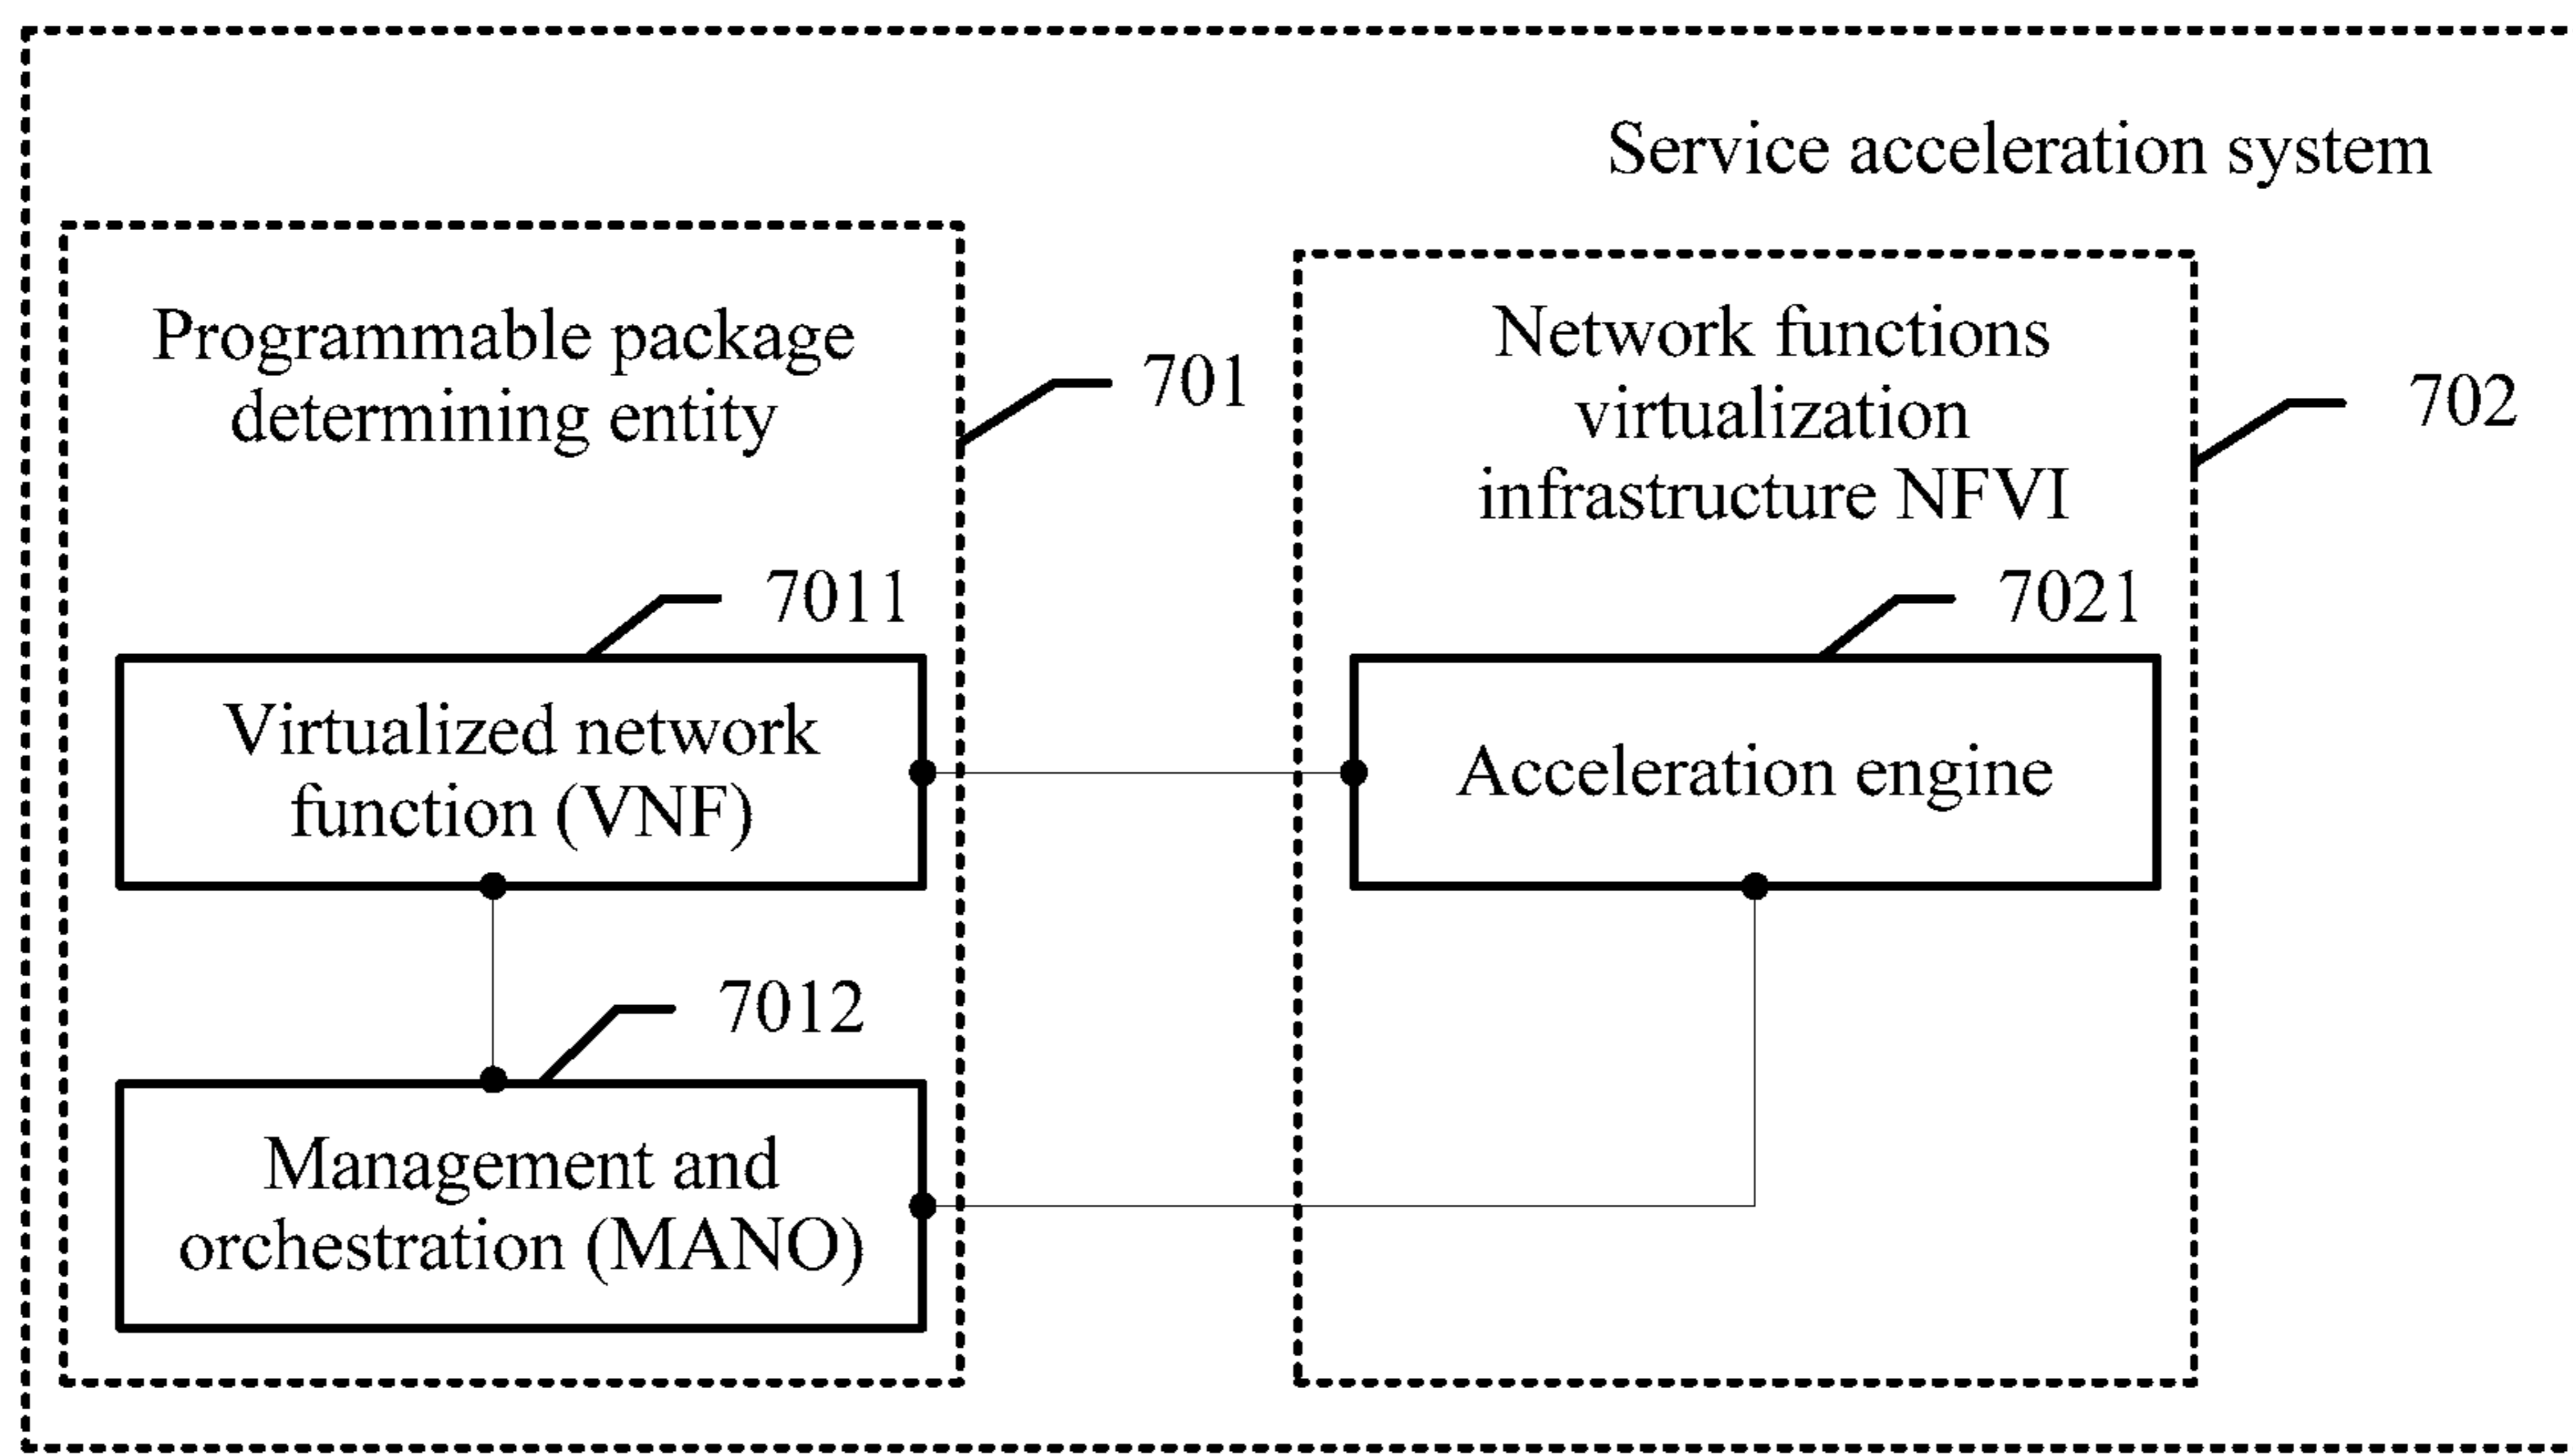 Service acceleration system
Programmable package
determining entity
701
Network functions
virtualization
infrastructure NFVI
702
7011
7021
Virtualized network
function (VNF)
Acceleration engine
7012
Management and
orchestration (MANO)